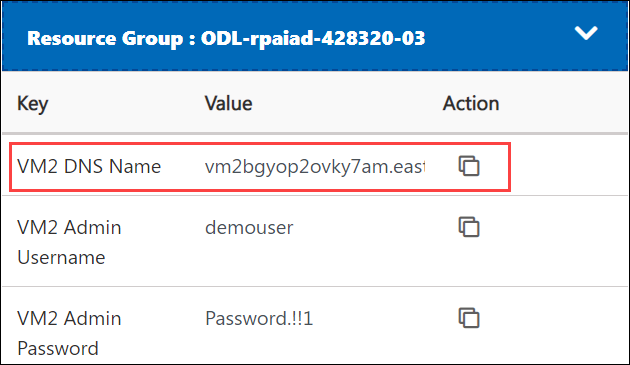 Resource Group : ODL-rpaiad-428320-03
Key Value Action
VM2 DNS Name vm2bgyop2ovky7am.east
VM2 Admin demouser
Username
VM2 Admin Password.!!1
Password